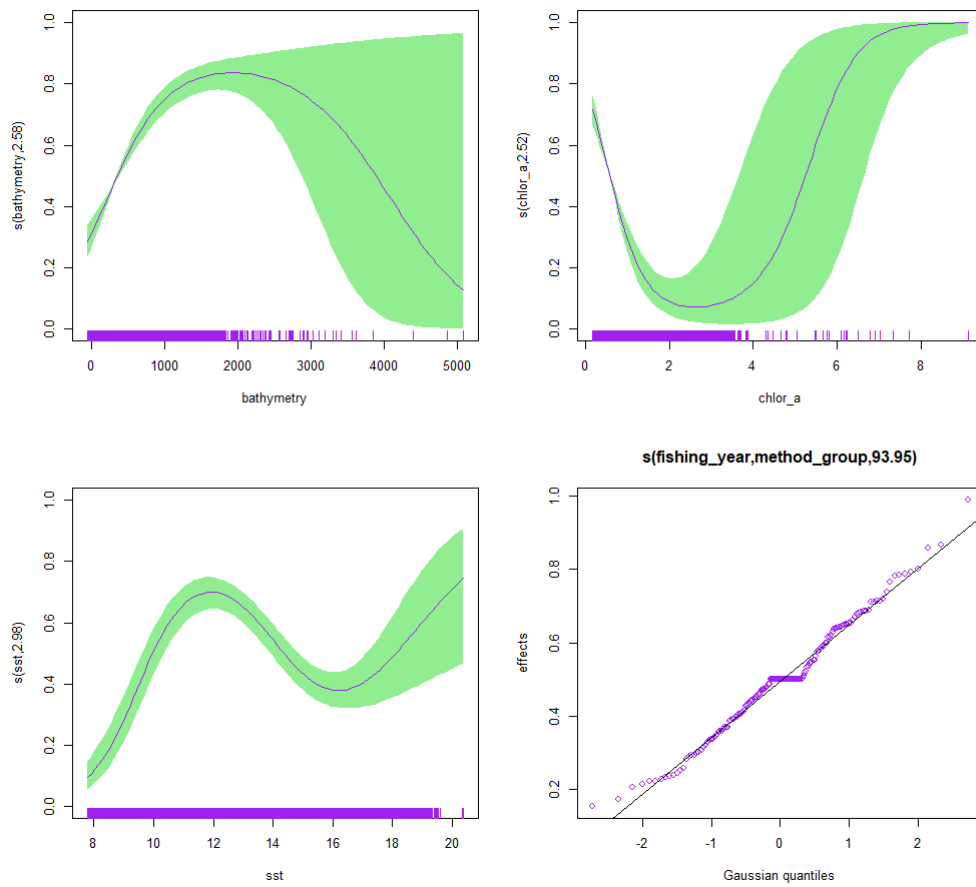 1.0
0.8
0.6
0.4
0.2
0.0
s(bathymetry,2.58)
0 1000 2000 3000 4000 5000
bathymetry
1.0
0.8
0.6
0.4
0.2
0.0
s(chlor_a,2.52)
0 2 4 6 8
chlor_a
1.0
0.8
0.6
0.4
0.2
0.0
s(sst,2.98)
8 10 12 14 16 18 20
sst
s(fishing_year,method_group,93.95)
1.0
0.8
0.6
0.4
0.2
effects
-2 -1 0 1 2
Gaussian quantiles